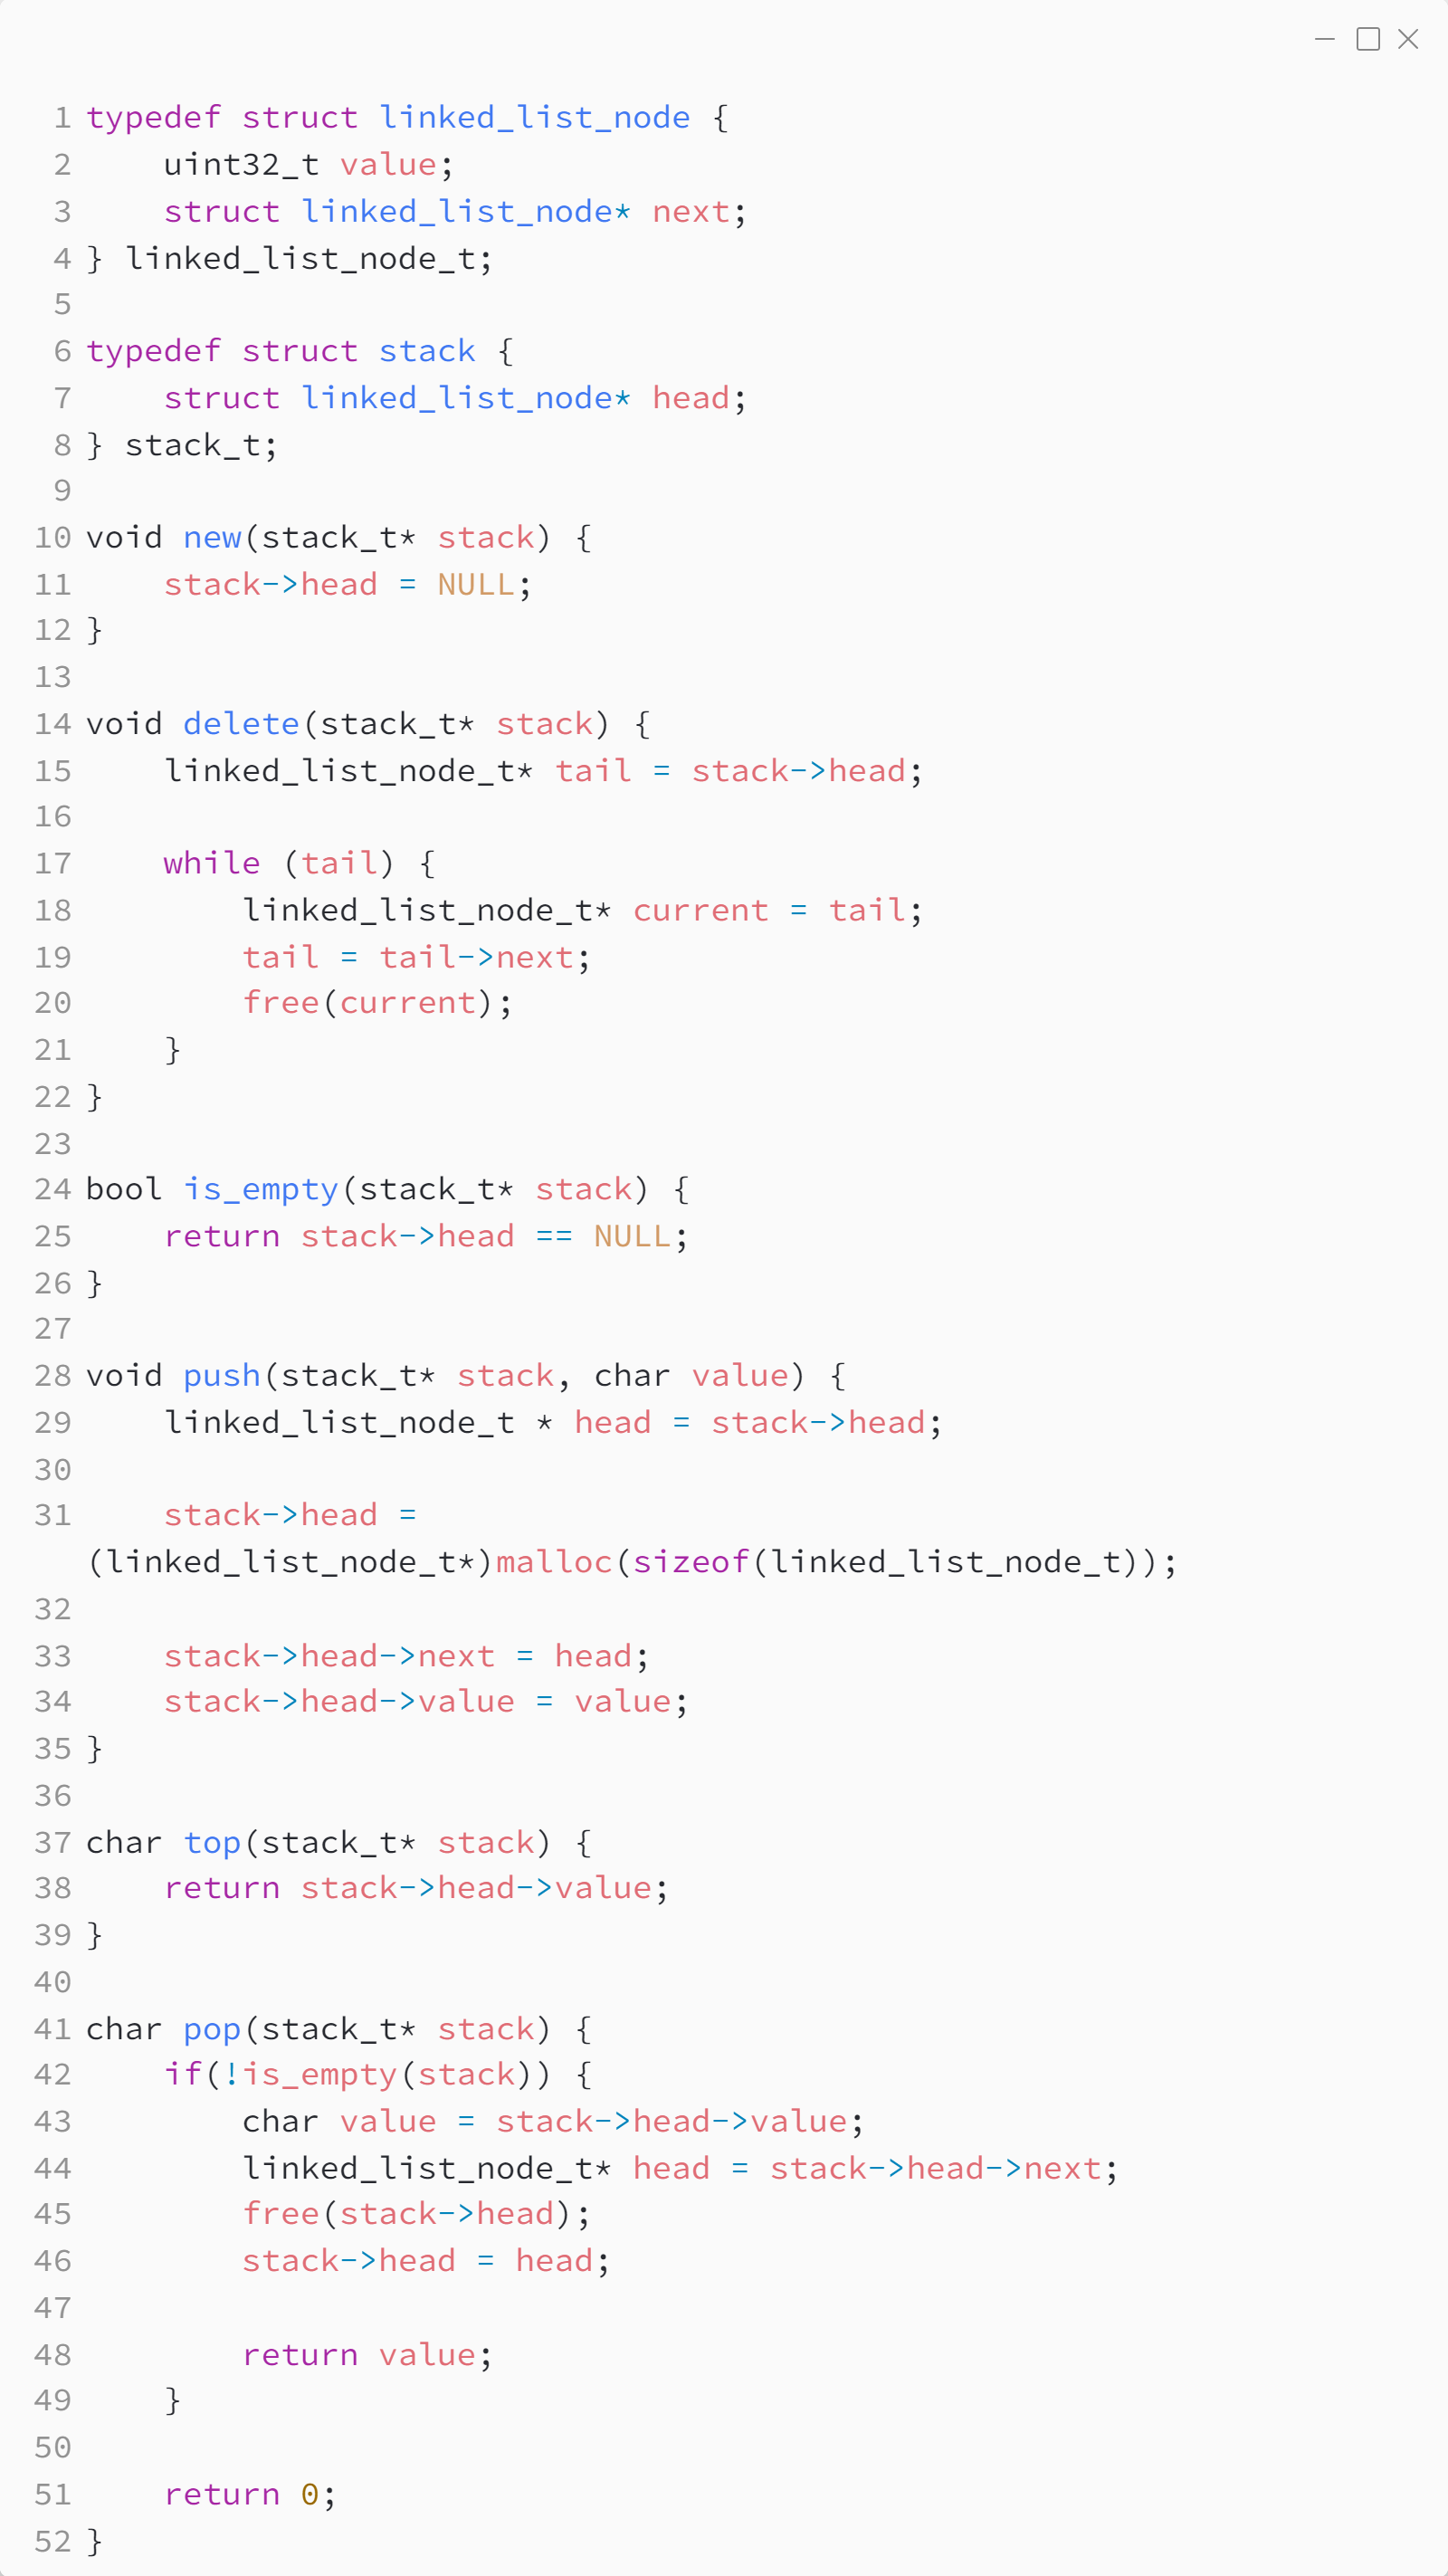 1 typedef struct linked_list_node {
2     uint32_t value;
3     struct linked_list_node* next;
4 } linked_list_node_t;
5
6 typedef struct stack {
7     struct linked_list_node* head;
8 } stack_t;
9
10 void new(stack_t* stack) {
11     stack->head = NULL;
12 }
13
14 void delete(stack_t* stack) {
15     linked_list_node_t* tail = stack->head;
16
17     while (tail) {
18         linked_list_node_t* current = tail;
19         tail = tail->next;
20         free(current);
21     }
22 }
23
24 bool is_empty(stack_t* stack) {
25     return stack->head == NULL;
26 }
27
28 void push(stack_t* stack, char value) {
29     linked_list_node_t * head = stack->head;
30
31     stack->head =
(linked_list_node_t*)malloc(sizeof(linked_list_node_t));
32
33     stack->head->next = head;
34     stack->head->value = value;
35 }
36
37 char top(stack_t* stack) {
38     return stack->head->value;
39 }
40
41 char pop(stack_t* stack) {
42     if(!is_empty(stack)) {
43         char value = stack->head->value;
44         linked_list_node_t* head = stack->head->next;
45         free(stack->head);
46         stack->head = head;
47
48         return value;
49     }
50
51     return 0;
52 }